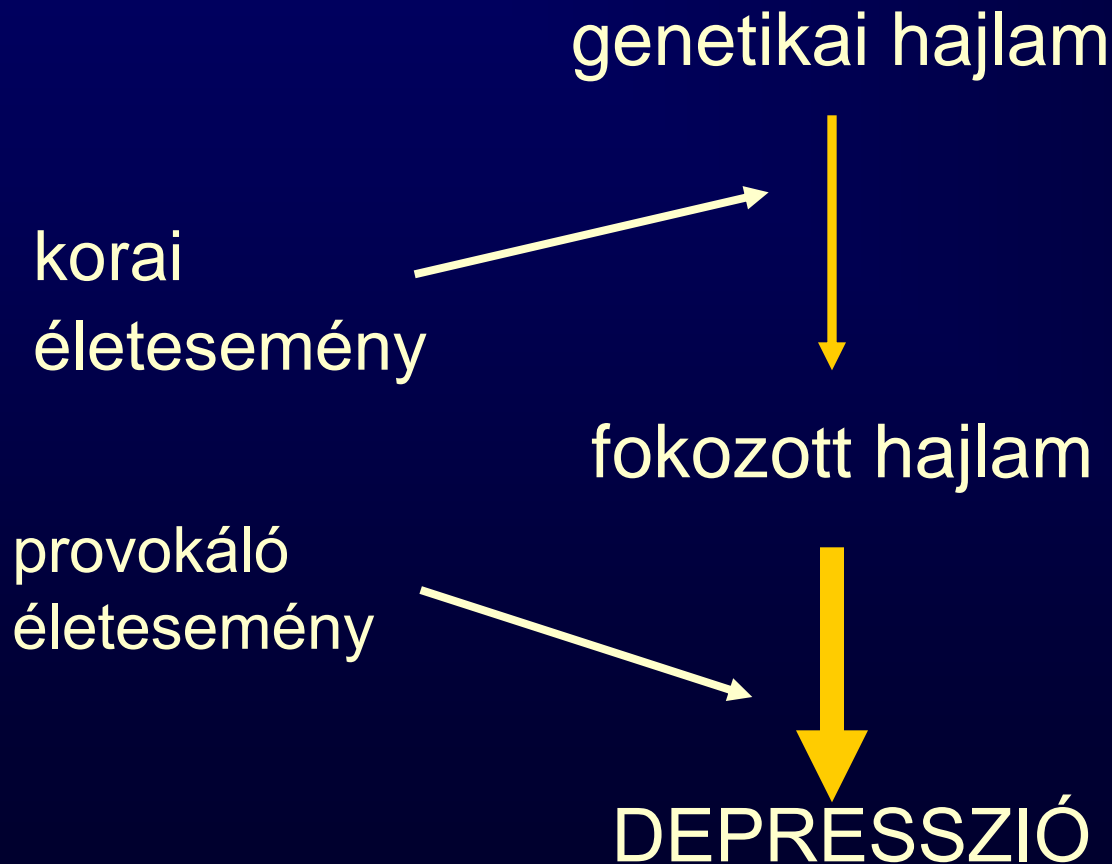 genetikai hajlam
korai
életesemény
fokozott hajlam
provokáló
életesemény
DEPRESSZIÓ